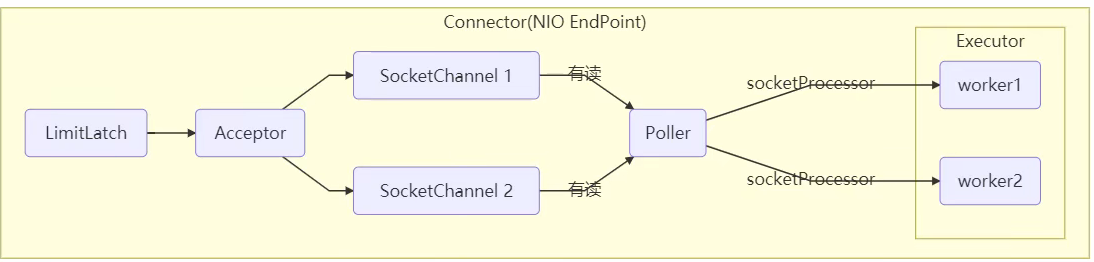 Connector(NIO EndPoint)
Executor
SocketChannel 1
有读
socketProcessor
worker1
LimitLatch
Acceptor
Poller
SocketChannel 2
有读
socketProcessor
worker2